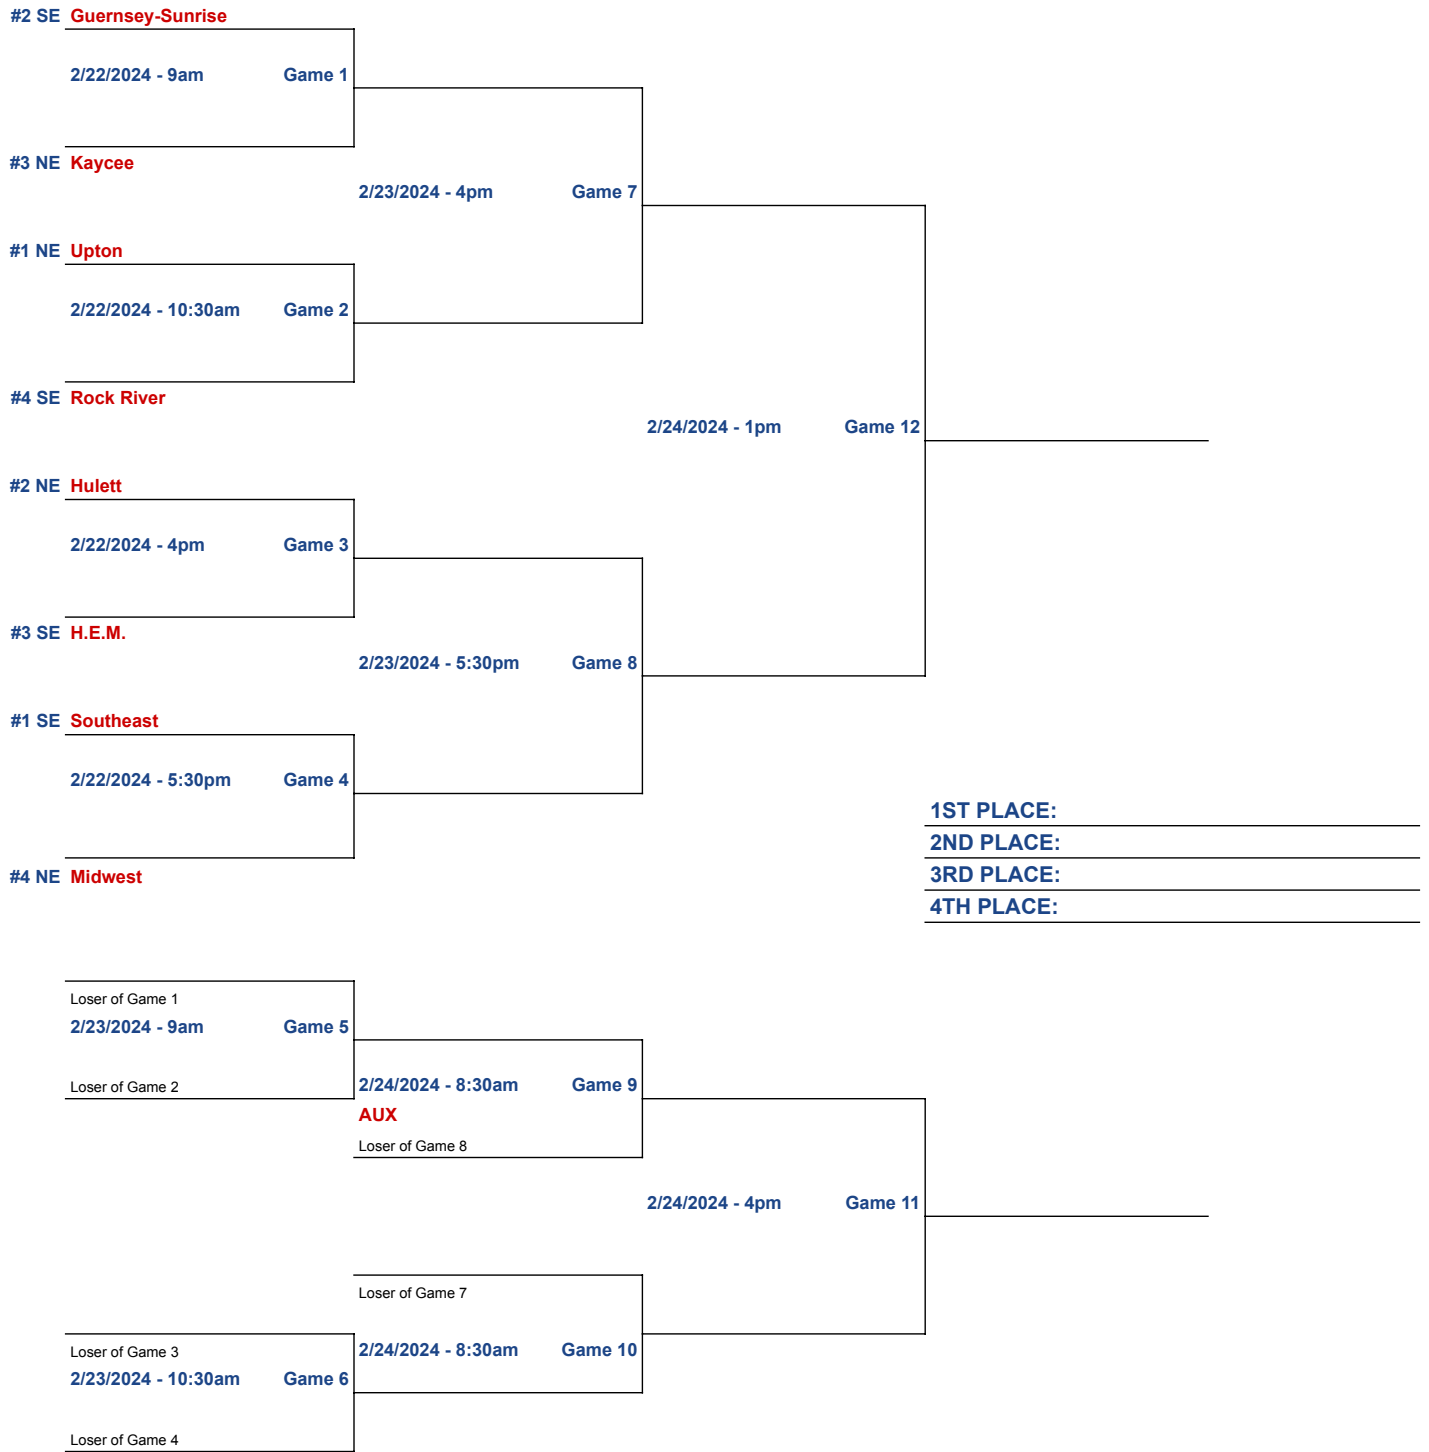 #2 SE Guernsey-Sunrise
2/22/2024 - 9am Game 1
#3 NE Kaycee
2/23/2024 - 4pm Game 7
#1 NE Upton
2/22/2024 - 10:30am Game 2
#4 SE Rock River
2/24/2024 - 1pm Game 12
#2 NE Hulett
2/22/2024 - 4pm Game 3
#3 SE H.E.M.
2/23/2024 - 5:30pm Game 8
#1 SE Southeast
2/22/2024 - 5:30pm Game 4
1ST PLACE:
2ND PLACE:
3RD PLACE:
#4 NE Midwest
4TH PLACE:
Loser of Game 1
2/23/2024 - 9am Game 5
Loser of Game 2
2/24/2024 - 8:30am Game 9
AUX
Loser of Game 8
2/24/2024 - 4pm Game 11
Loser of Game 7
Loser of Game 3
2/24/2024 - 8:30am Game 10
2/23/2024 - 10:30am Game 6
Loser of Game 4